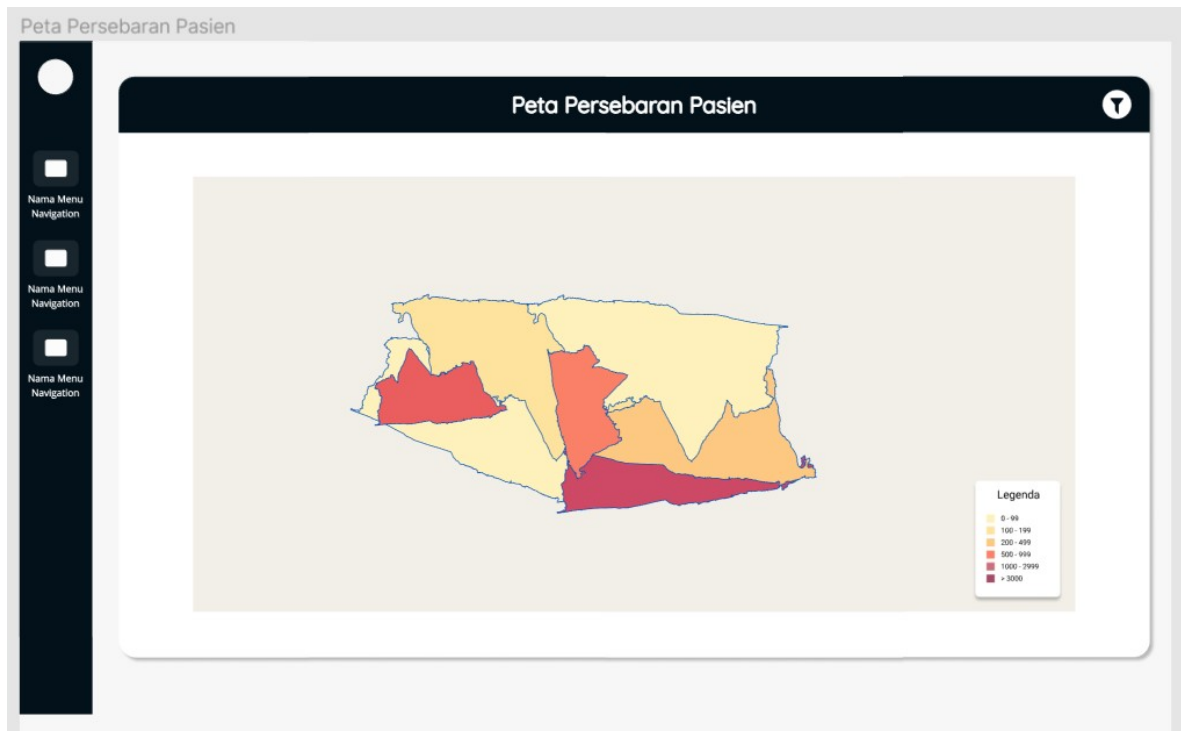 Peta Persebaran Pasien
Peta Persebaran Pasien
Nama Menu
Navigation
Nama Menu
Navigation
Nama Menu
Navigation
Legenda
0 - 99
100 - 199
200 - 499
500 - 999
1000 - 2999
> 3000